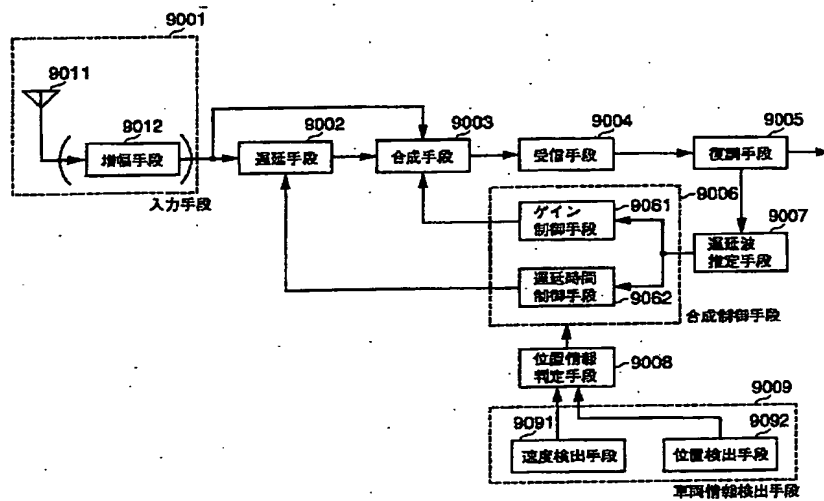 9001
9011
9012
増幅手段
入力手段
9002
遅延手段
9003
合成手段
9004
受信手段
9005
復調手段
9006
9061
ゲイン
制御手段
9007
遅延波
推定手段
遅延時間
制御手段
9062
合成制御手段
位置情報
判定手段
9008
9009
9091
速度検出手段
9092
位置検出手段
車両情報検出手段